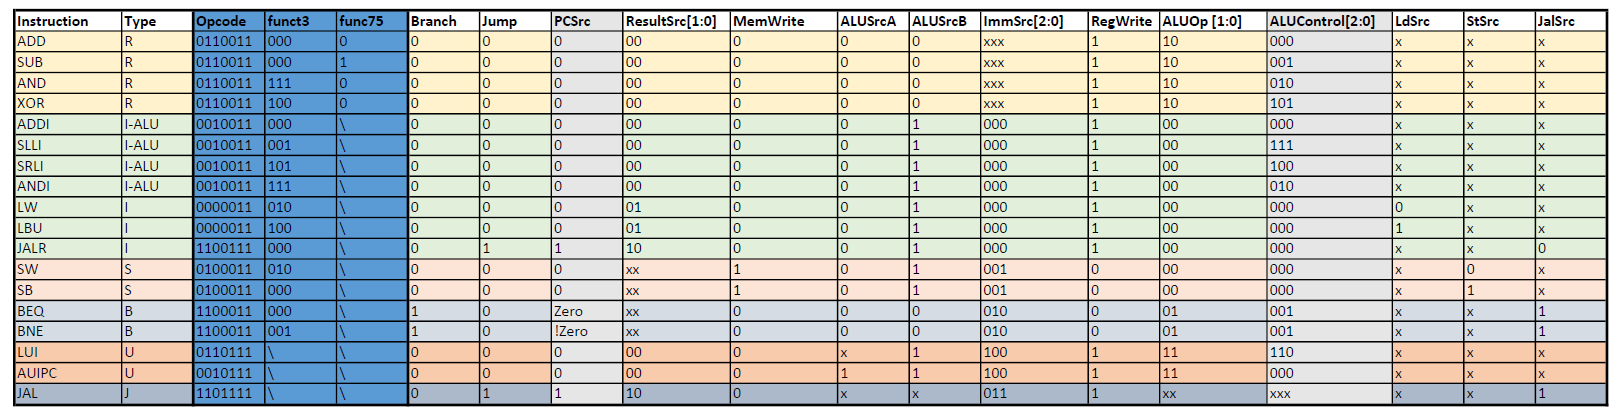 Instruction Type Opcode funct3 func75 Branch Jump PCSrc ResultSrc[1:0] MemWrite ALUSrcA ALUSrcB ImmSrc[2:0] RegWrite ALUOp [1:0] ALUControl[2:0] LdSrc StSrc JalSrc
ADD R 0110011 000 0 0 0 0 00 0 0 0 xxx 1 10 000 x x x
SUB R 0110011 000 1 0 0 0 00 0 0 0 xxx 1 10 001 x x x
AND R 0110011 111 0 0 0 0 00 0 0 0 xxx 1 10 010 x x x
XOR R 0110011 100 0 0 0 0 00 0 0 0 xxx 1 10 101 x x x
ADDI I-ALU 0010011 000 \ 0 0 0 00 0 0 1 000 1 00 000 x x x
SLLI I-ALU 0010011 001 \ 0 0 0 00 0 0 1 000 1 00 111 x x x
SRLI I-ALU 0010011 101 \ 0 0 0 00 0 0 1 000 1 00 100 x x x
ANDI I-ALU 0010011 111 \ 0 0 0 00 0 0 1 000 1 00 010 x x x
LW I 0000011 010 \ 0 0 0 01 0 0 1 000 1 00 000 0 x x
LBU I 0000011 100 \ 0 0 0 01 0 0 1 000 1 00 000 1 x x
JALR I 1100111 000 \ 0 1 1 10 0 0 1 000 1 00 000 x x 0
SW S 0100011 010 \ 0 0 0 xx 1 0 1 001 0 00 000 x 0 x
SB S 0100011 000 \ 0 0 0 xx 1 0 1 001 0 00 000 x 1 x
BEQ B 1100011 000 \ 1 0 Zero xx 0 0 0 010 0 01 001 x x 1
BNE B 1100011 001 \ 1 0 !Zero xx 0 0 0 010 0 01 001 x x 1
LUI U 0110111 \ \ 0 0 0 00 0 x 1 100 1 11 110 x x x
AUIPC U 0010111 \ \ 0 0 0 00 0 1 1 100 1 11 000 x x x
JAL J 1101111 \ \ 0 1 1 10 0 x x 011 1 xx xxx x x 1